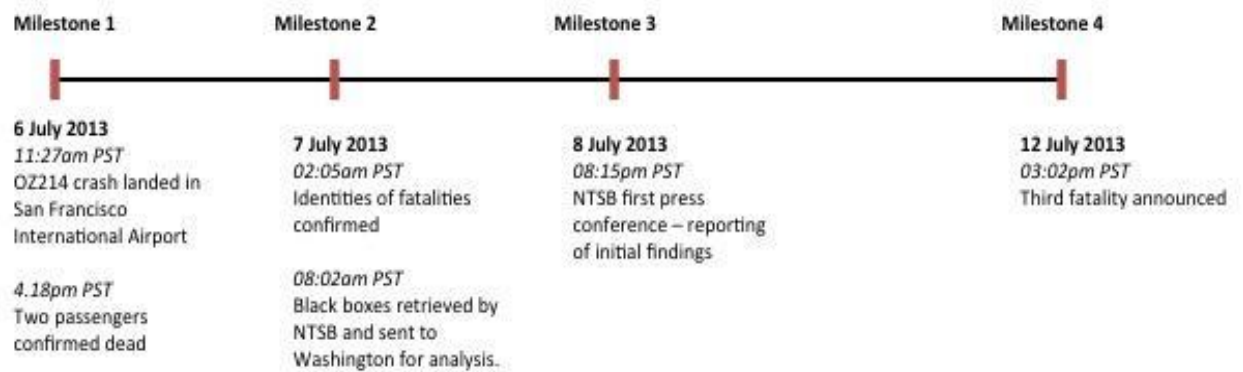 Milestone 1
Milestone 2
Milestone 3
Milestone 4
6 July 2013
11:27am PST
OZ214 crash landed in
San Francisco
International Airport
4.18pm PST
Two passengers
confirmed dead
7 July 2013
02:05am PST
Identities of fatalities
confirmed
08:02am PST
Black boxes retrieved by
NTSB and sent to
Washington for analysis.
8 July 2013
08:15pm PST
NTSB first press
conference – reporting
of initial findings
12 July 2013
03:02pm PST
Third fatality announced